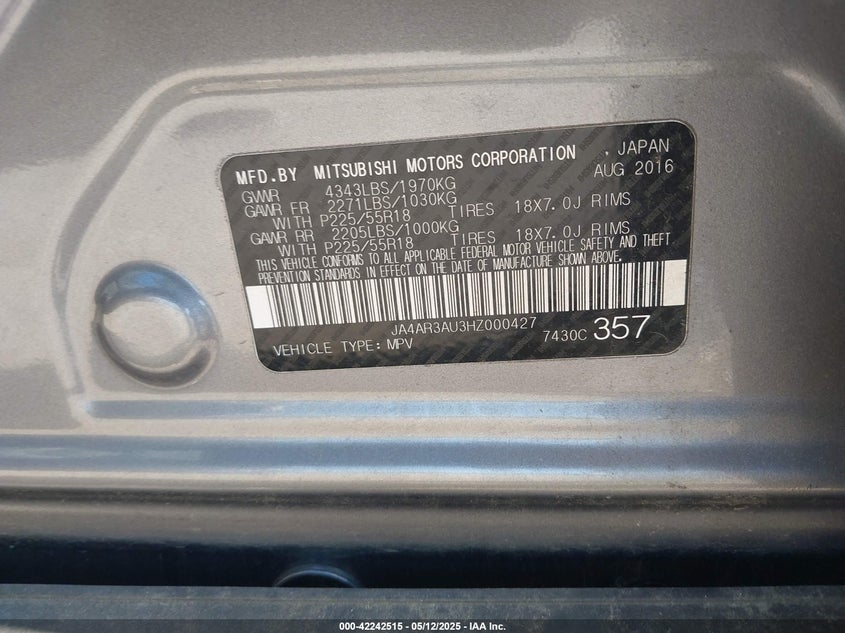 MFD.BY MITSUBISHI MOTORS CORPORATION , JAPAN
GVWR 4343LBS/1970KG AUG 2016
GAWR FR 2271LBS/1030KG
WITH P225/55R18 TIRES 18X7.0J RIMS
GAWR RR 2205LBS/1000KG
WITH P225/55R18 TIRES 18X7.0J RIMS
THIS VEHICLE CONFORMS TO ALL APPLICABLE FEDERAL MOTOR VEHICLE SAFETY AND THEFT
PREVENTION STANDARDS IN EFFECT ON THE DATE OF MANUFACTURE SHOWN ABOVE.
JA4AR3AU3HZ000427
VEHICLE TYPE: MPV 7430C 357
000-42242515 - 05/12/2025 - IAA Inc.